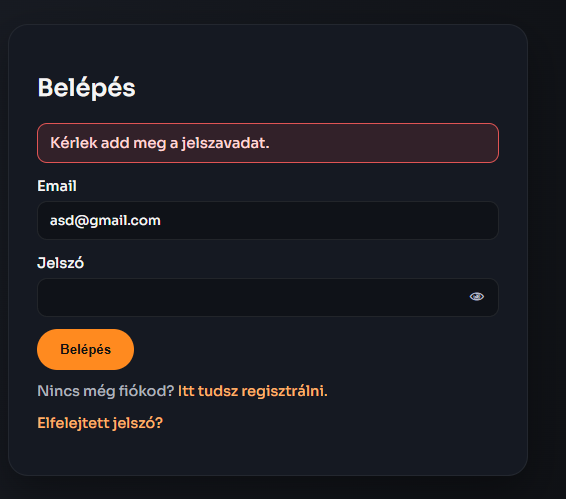 Belépés
Kérlek add meg a jelszavadat.
Email
asd@gmail.com
Jelszó
Belépés
Nincs még fiókod? Itt tudsz regisztrálni.
Elfelejtett jelszó?